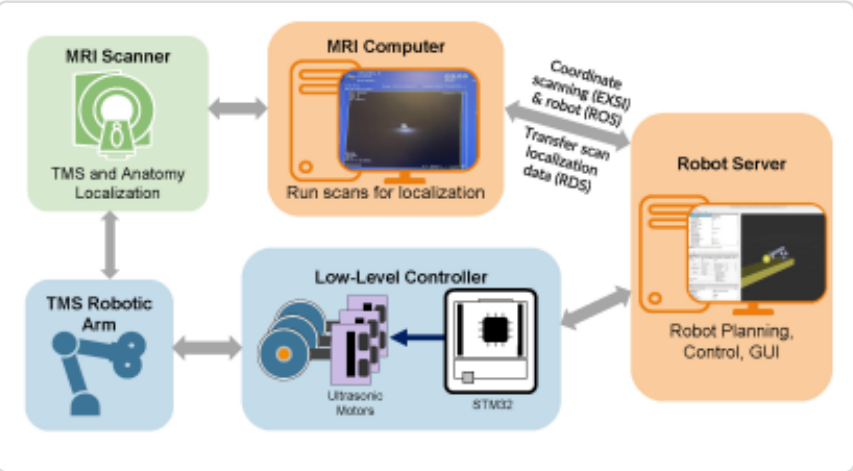 MRI Scanner
TMS and Anatomy
Localization
MRI Computer
Run scans for localization
Coordinate
scanning (EXSI)
& robot (ROS)
Transfer scan
localization
data (RDS)
Robot Server
Robot Planning,
Control, GUI
Low-Level Controller
Ultrasonic
Motors
STM32
TMS Robotic
Arm